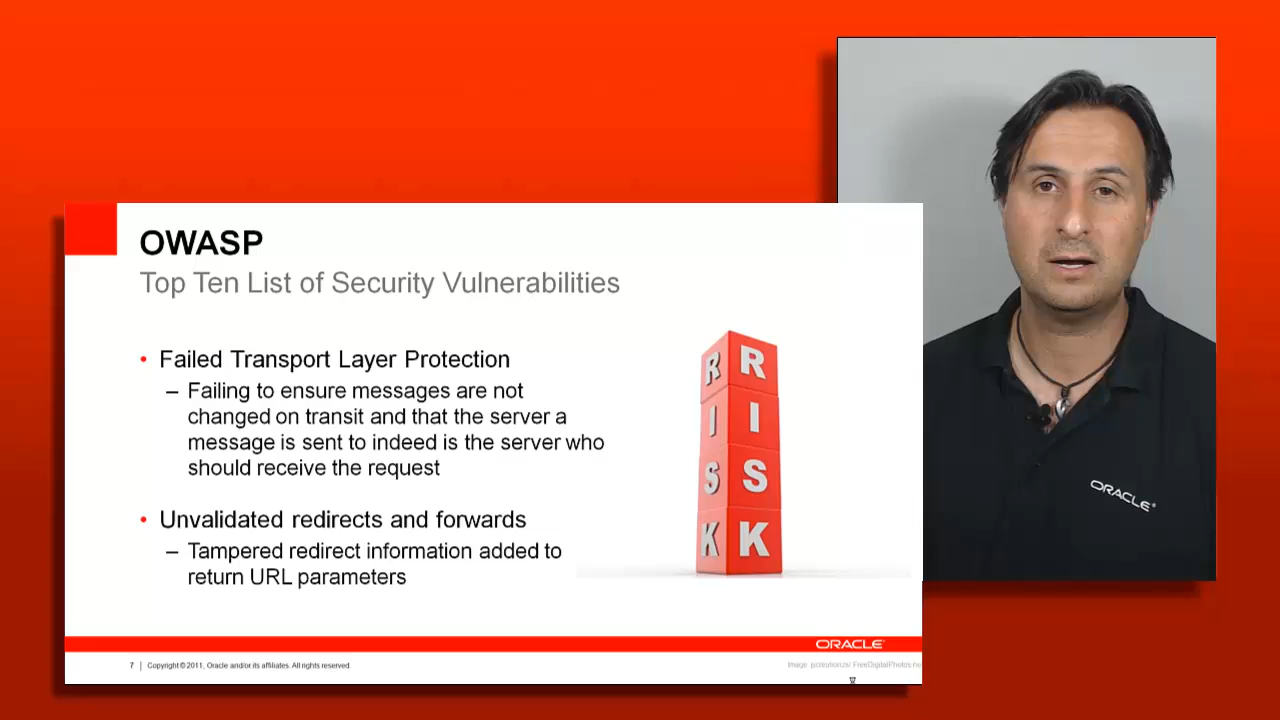 OWASP
Top Ten List of Security Vulnerabilities
• Failed Transport Layer Protection
– Failing to ensure messages are not
changed on transit and that the server a
message is sent to indeed is the server who
should receive the request
• Unvalidated redirects and forwards
– Tampered redirect information added to
return URL parameters
R R
I I
S S
K K
ORACLE
7 | Copyright © 2011, Oracle and/or its affiliates. All rights reserved.
Image: / FreeDigitalPhotos.ne
ORACLE